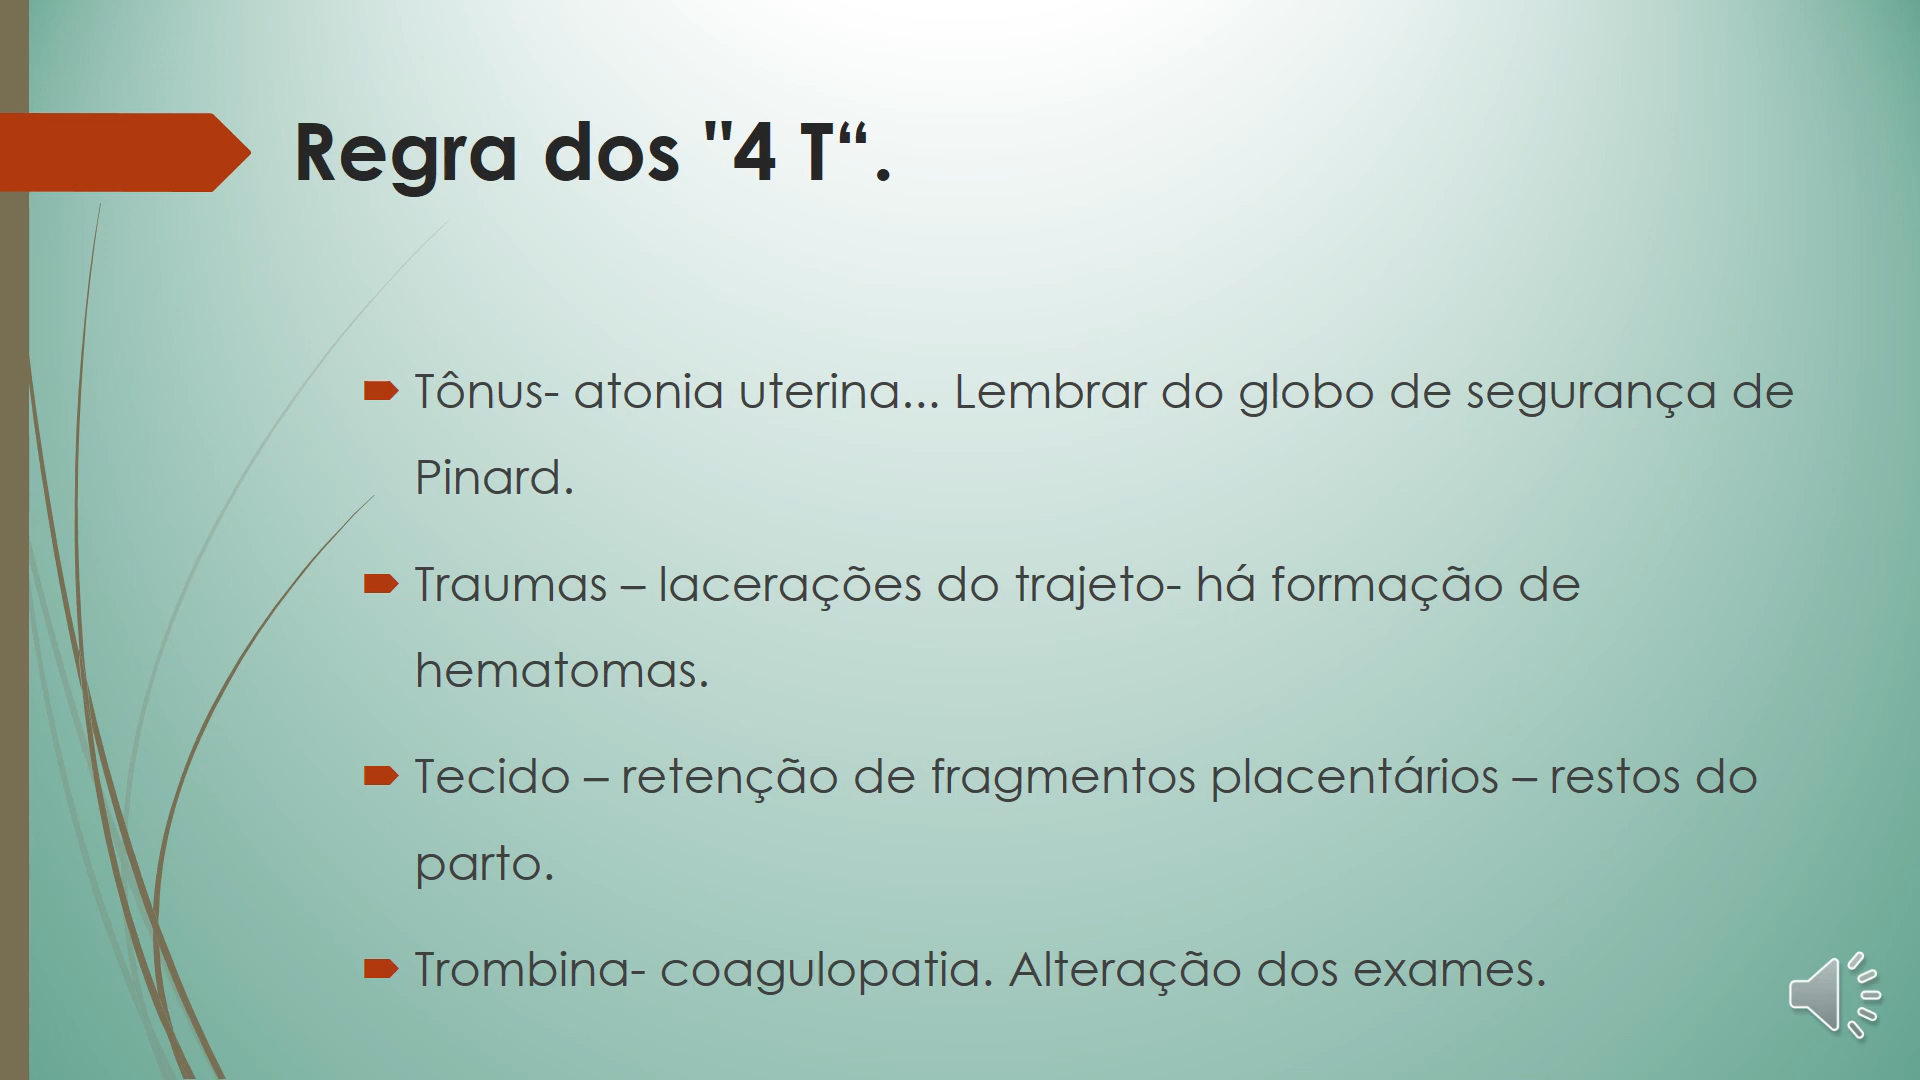 Regra dos "4 T“.
Tônus- atonia uterina... Lembrar do globo de segurança de
Pinard.
Traumas – lacerações do trajeto- há formação de
hematomas.
Tecido – retenção de fragmentos placentários – restos do
parto.
Trombina- coagulopatia. Alteração dos exames.